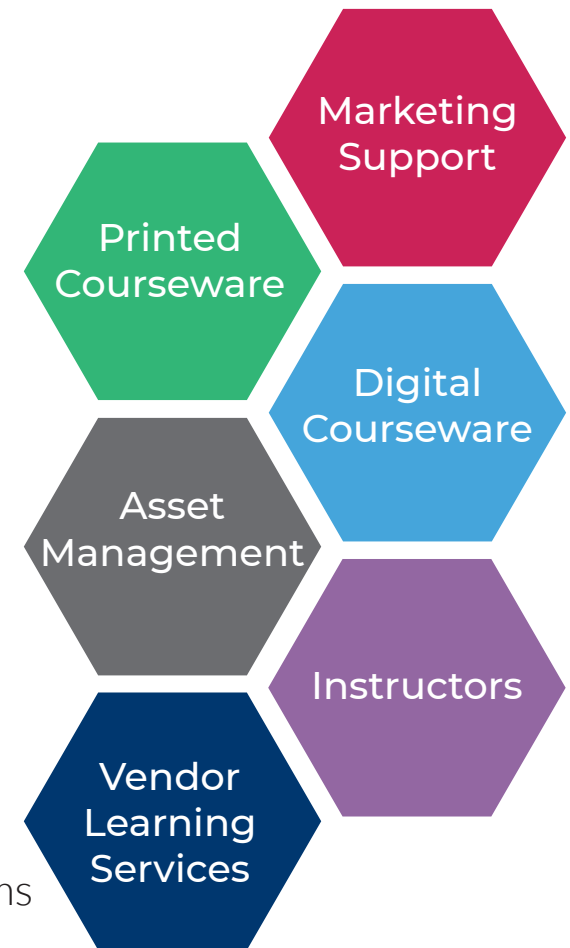 Marketing
Support
Printed
Courseware
Digital
Courseware
Asset
Management
Instructors
Vendor
Learning
Services